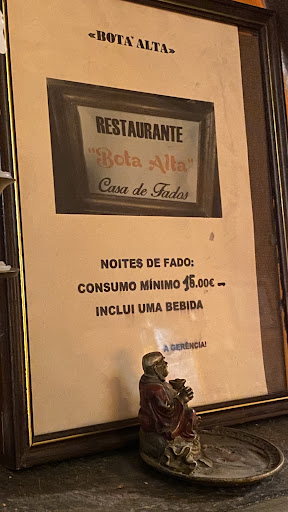 «BOTA ALTA»
RESTAURANTE
"Bota Alta"
Casa de Fados
NOITES DE FADO:
CONSUMO MÍNIMO 15.00€
INCLUI UMA BEBIDA
A GERÊNCIA!